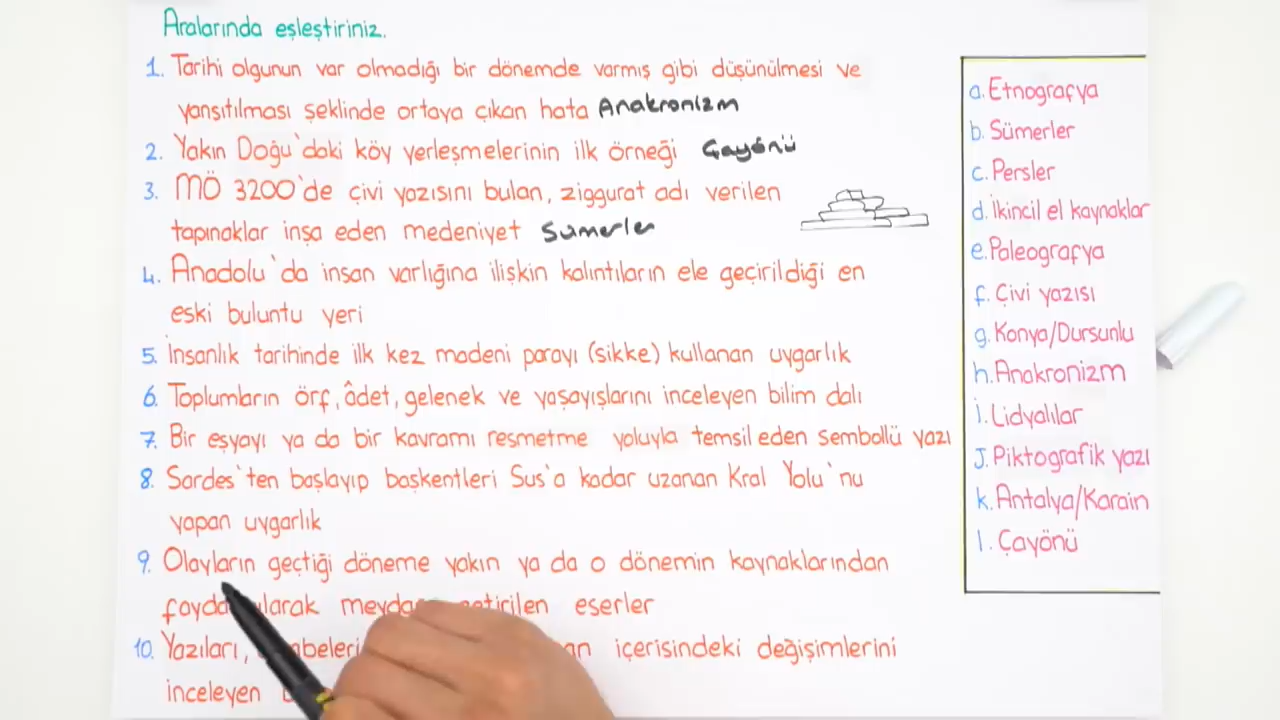 Aralarında eşleştiriniz.
1. Tarihi olgunun var olmadığı bir dönemde varmış gibi düşünülmesi ve
yansıtılması şeklinde ortaya çıkan hata Anakronizm
2. Yakın Doğu'daki köy yerleşmelerinin ilk örneği Çayönü
3. MÖ 3200'de çivi yazısını bulan, ziggurat adı verilen
tapınaklar inşa eden medeniyet Sümerler
4. Anadolu'da insan varlığına ilişkin kalıntıların ele geçirildiği en
eski buluntu yeri
5. İnsanlık tarihinde ilk kez madeni parayı (sikke) kullanan uygarlık
6. Toplumların örf, âdet, gelenek ve yaşayışlarını inceleyen bilim dalı
7. Bir eşyayı ya da bir kavramı resmetme yoluyla temsil eden sembollü yazı
8. Sardes'ten başlayıp başkentleri Sus'a kadar uzanan Kral Yolu'nu
yapan uygarlık
9. Olayların geçtiği döneme yakın ya da o dönemin kaynaklarından
eserler
10. Yazıları, içerisindeki değişimlerini
inceleyen
a. Etnografya
b. Sümerler
c. Persler
d. İkincil el kaynaklar
e. Paleografya
f. Çivi yazısı
g. Konya/Dursunlu
h. Anakronizm
i. Lidyalılar
J. Piktografik yazı
k. Antalya/Karain
l. Çayönü